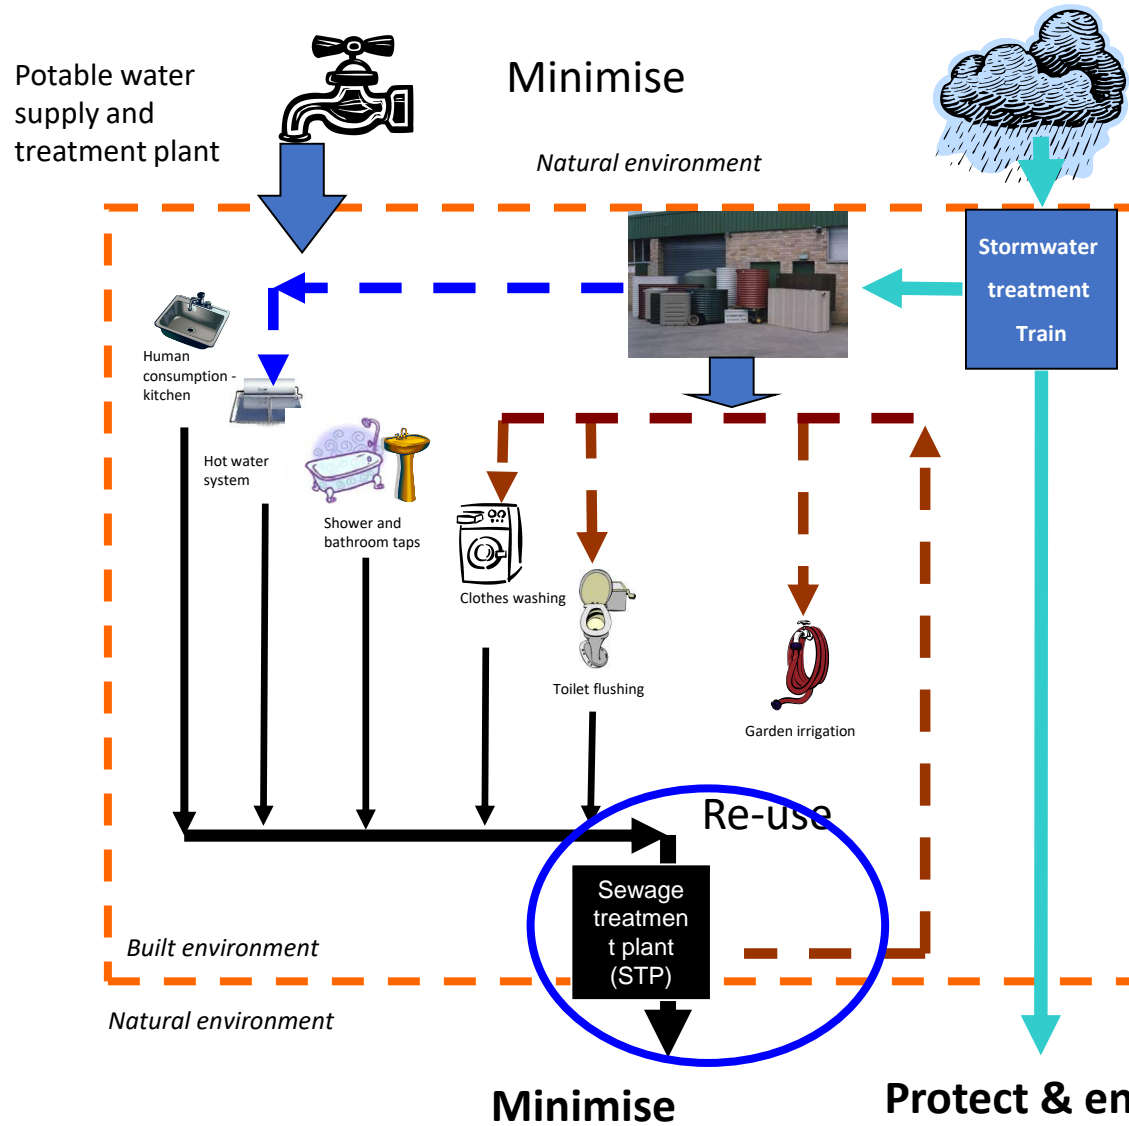 Potable water
supply and
treatment plant
Minimise
Natural environment
Stormwater
treatment
Train
Human
consumption -
kitchen
Hot water
system
Shower and
bathroom taps
Clothes washing
Toilet flushing
Garden irrigation
Re-use
Sewage
treatmen
t plant
(STP)
Built environment
Natural environment
Minimise
Protect & en